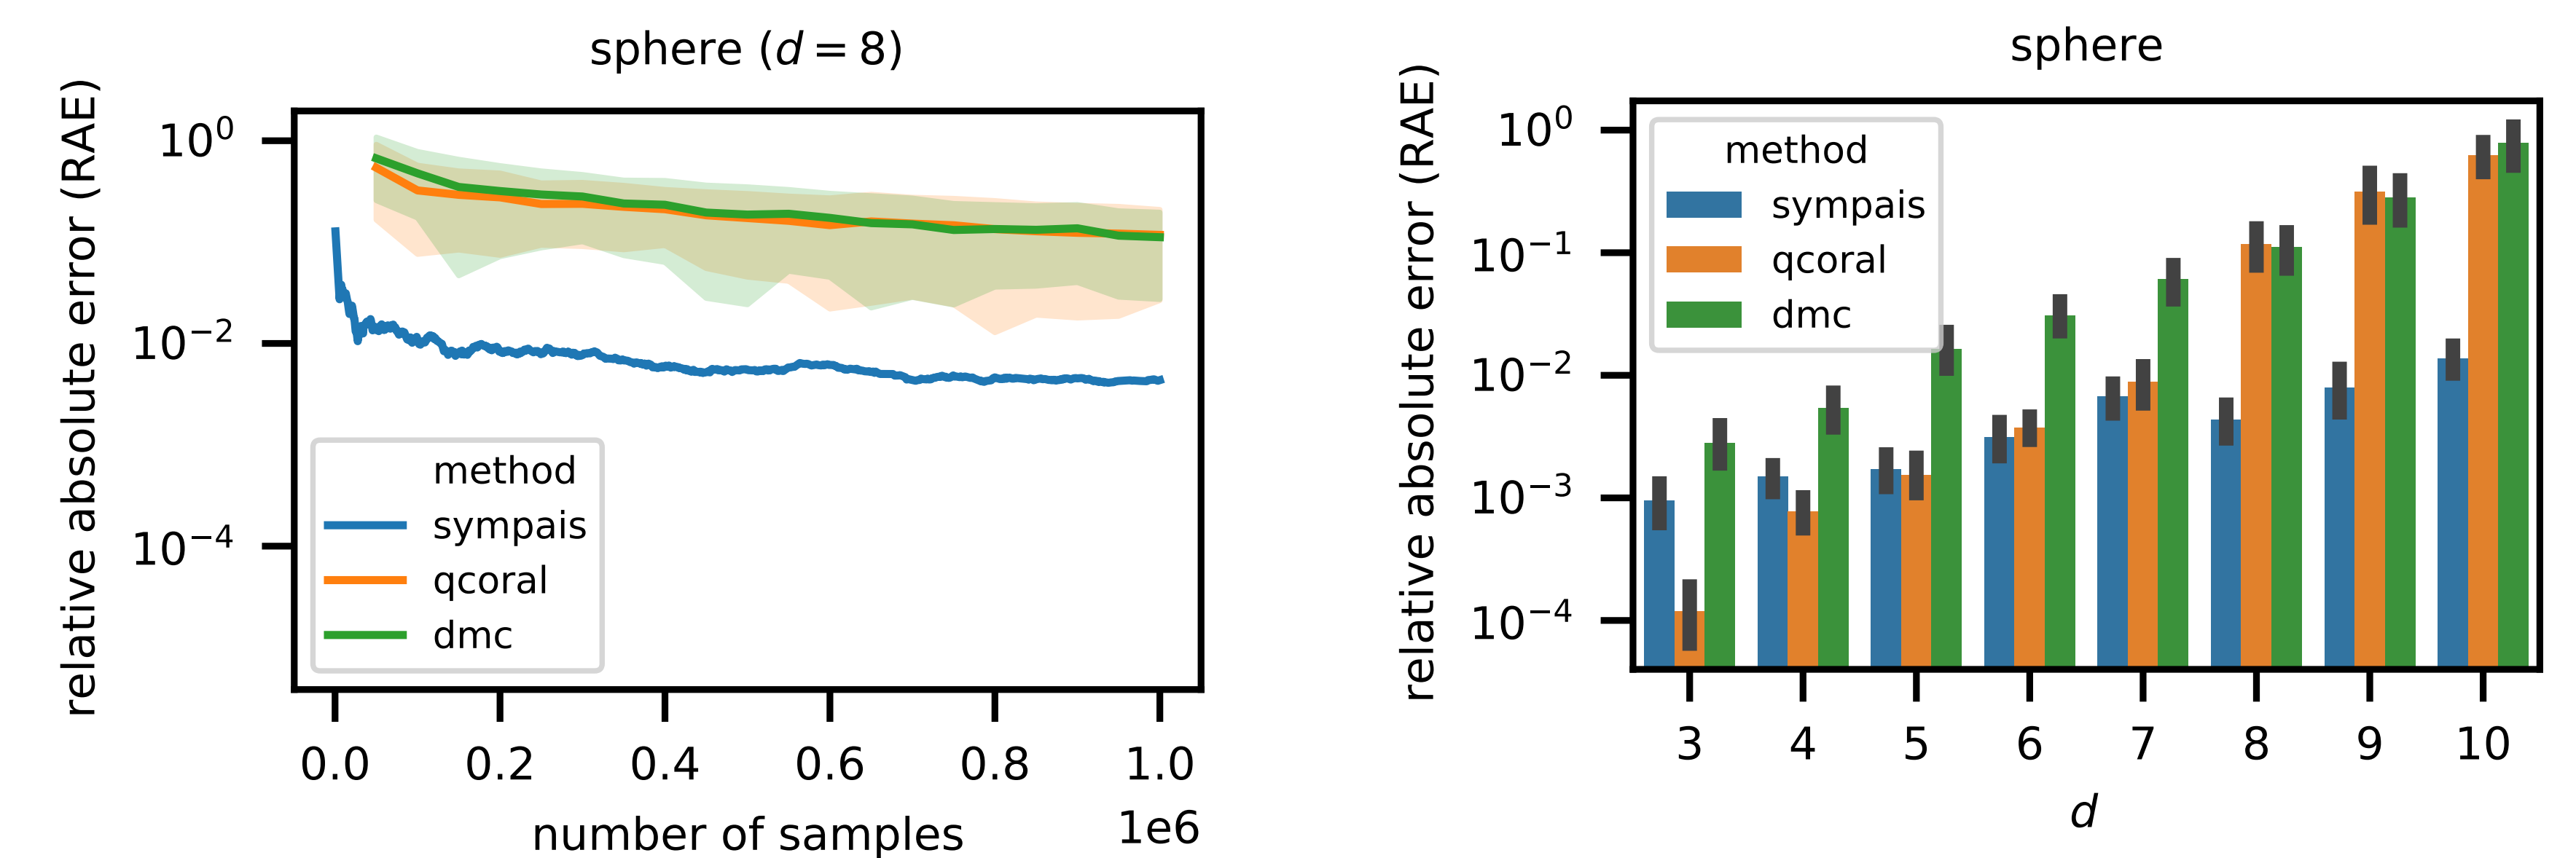 sphere (d = 8)
relative absolute error (RAE)
10^0
10^−2
10^−4
method
sympais
qcoral
dmc
0.0 0.2 0.4 0.6 0.8 1.0
1e6
number of samples
sphere
relative absolute error (RAE)
10^0
10^−1
10^−2
10^−3
10^−4
method
sympais
qcoral
dmc
3 4 5 6 7 8 9 10
d